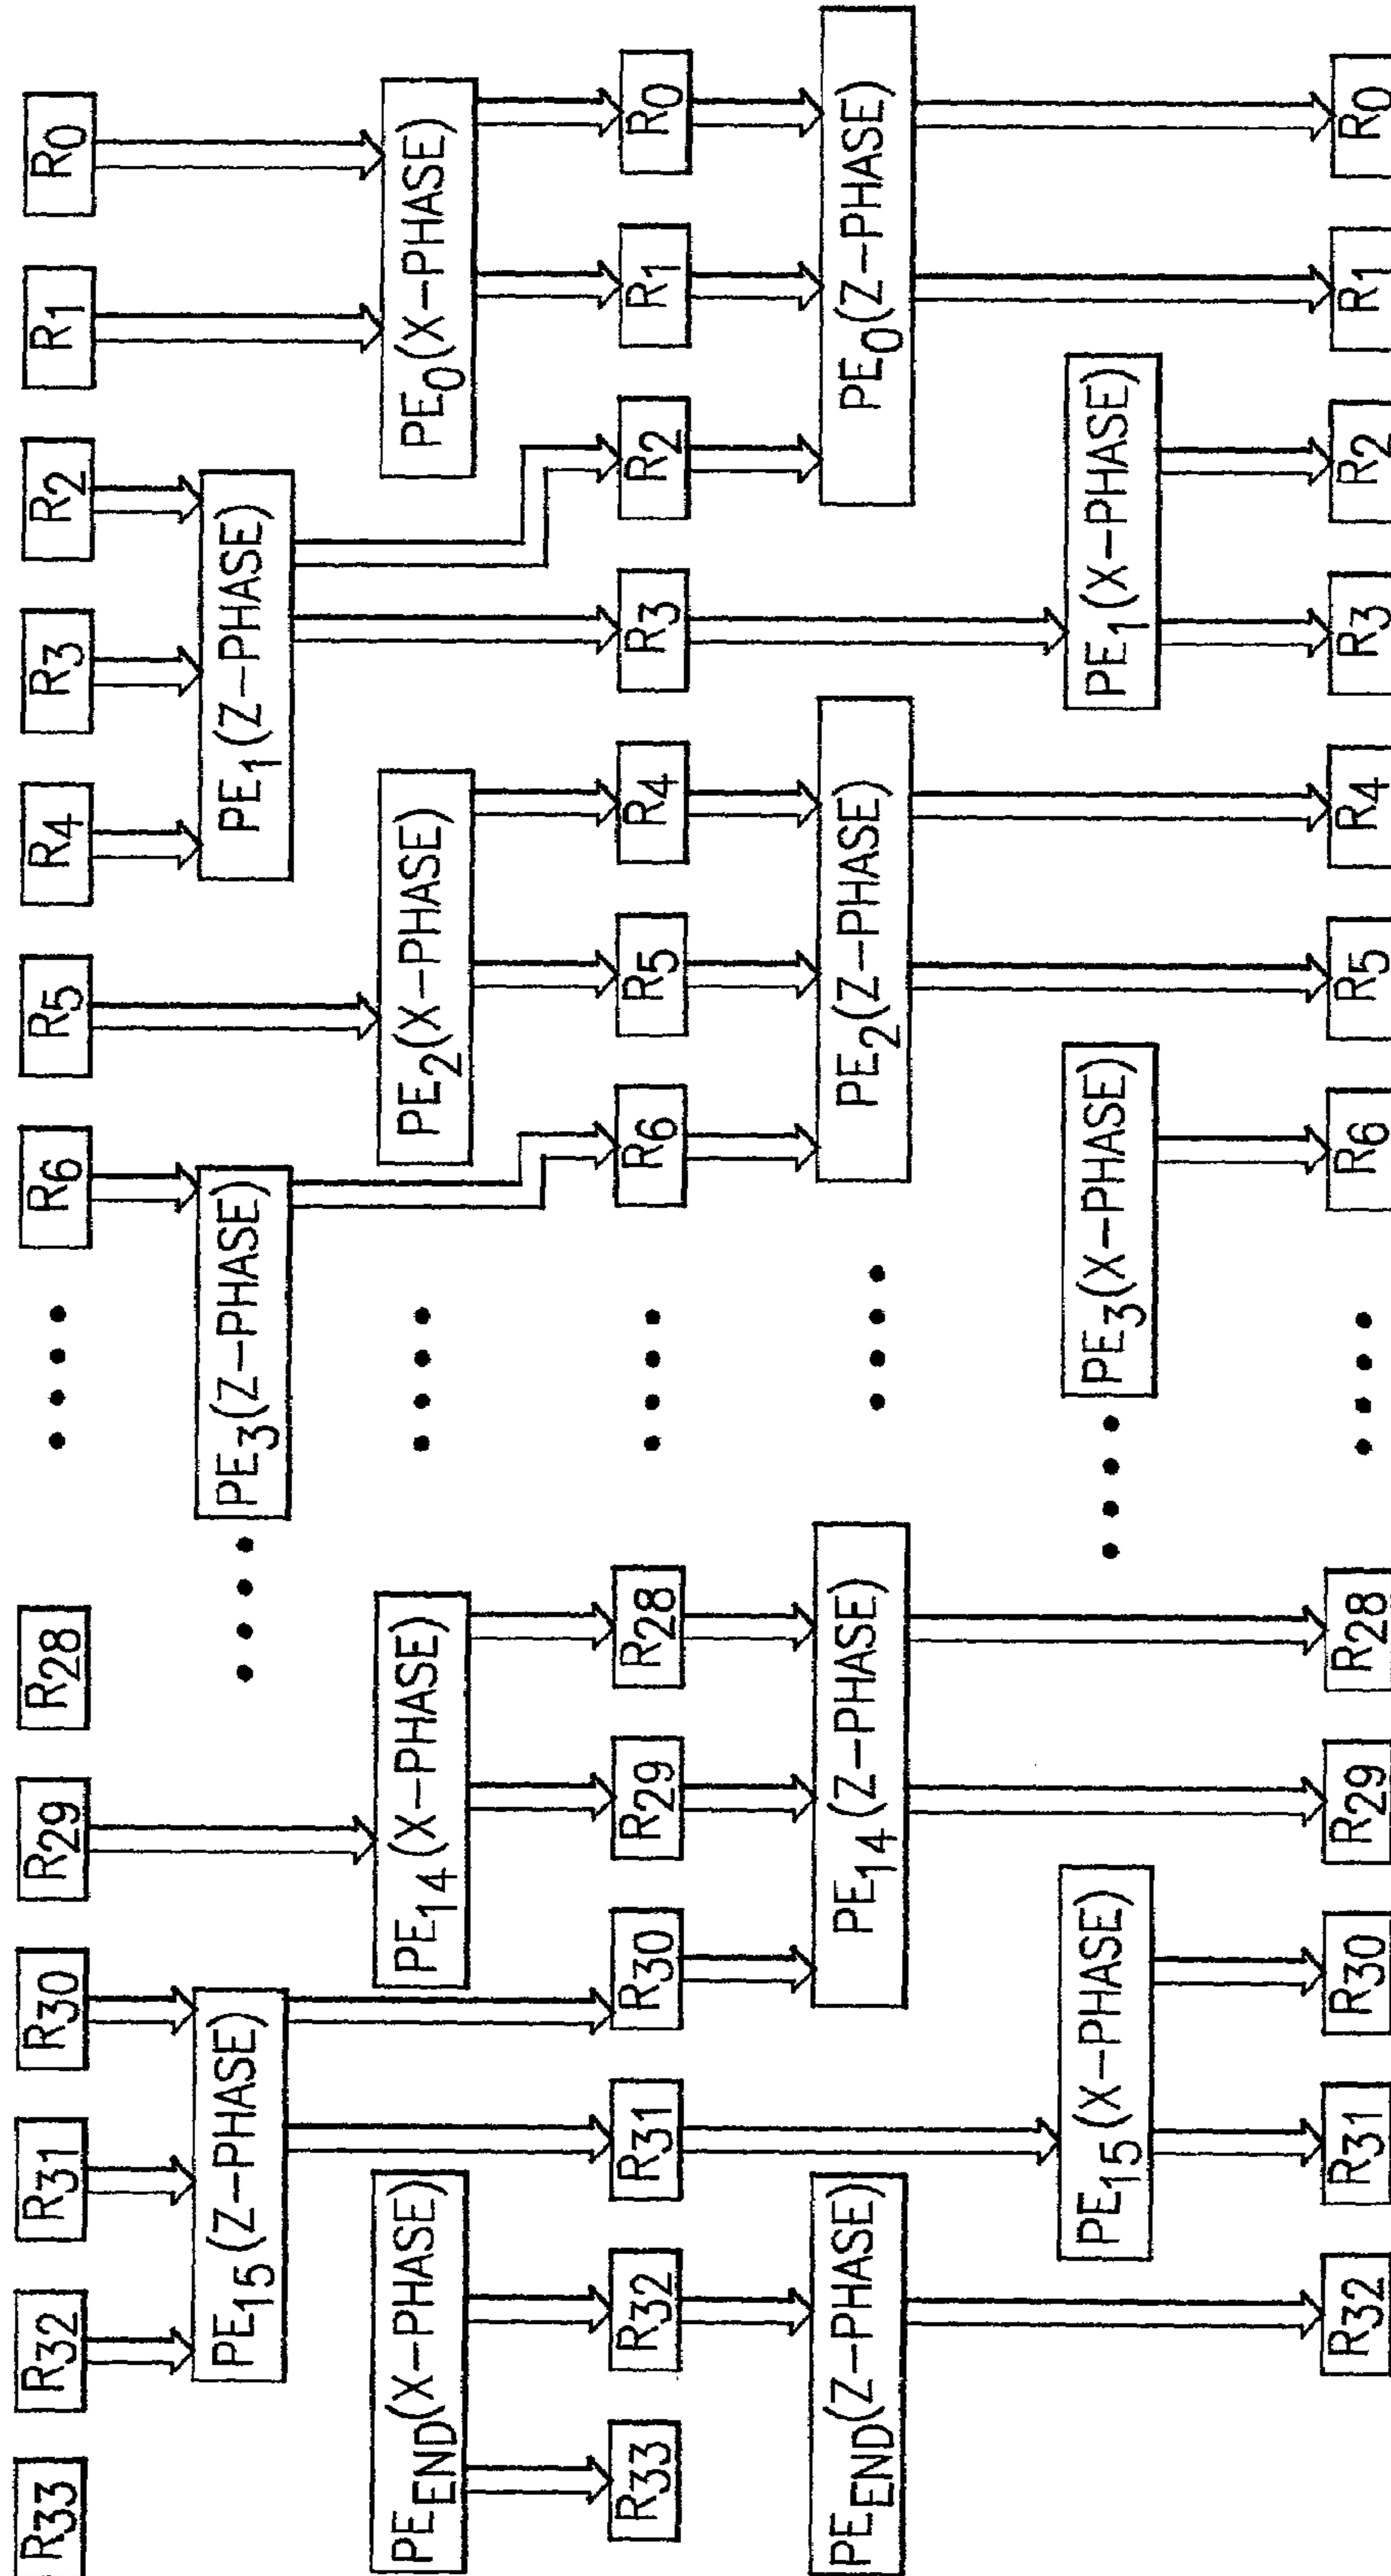 R33 R32 R31 R30 R29 R28 •••• R6 R5 R4 R3 R2 R1 R0
PE15(Z-PHASE) •••• PE3(Z-PHASE) PE1(Z-PHASE)
PEEND(X-PHASE) PE14(X-PHASE) •••• PE2(X-PHASE) PE0(X-PHASE)
R33 R32 R31 R30 R29 R28 •••• R6 R5 R4 R3 R2 R1 R0
PEEND(Z-PHASE) PE14(Z-PHASE) •••• PE2(Z-PHASE) PE0(Z-PHASE)
PE15(X-PHASE) •••• PE3(X-PHASE) PE1(X-PHASE)
R32 R31 R30 R29 R28 •••• R6 R5 R4 R3 R2 R1 R0